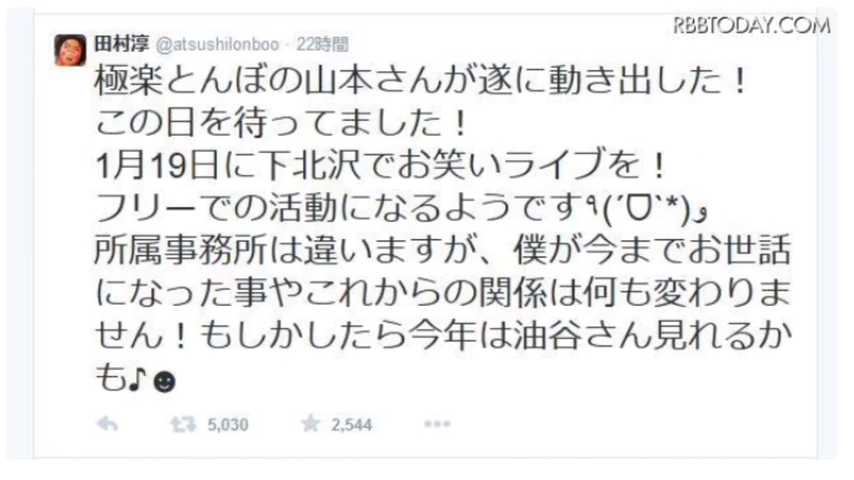 RBBTODAY.COM
田村淳 @atsushilonboo · 22時間
極楽とんぼの山本さんが遂に動き出した！
この日を待ってました！
1月19日に下北沢でお笑いライブを！
フリーでの活動になるようです٩(´ᗜ`*)و
所属事務所は違いますが、僕が今までお世話
になった事やこれからの関係は何も変わりま
せん！もしかしたら今年は油谷さん見れるか
も♪☻
5,030 2,544